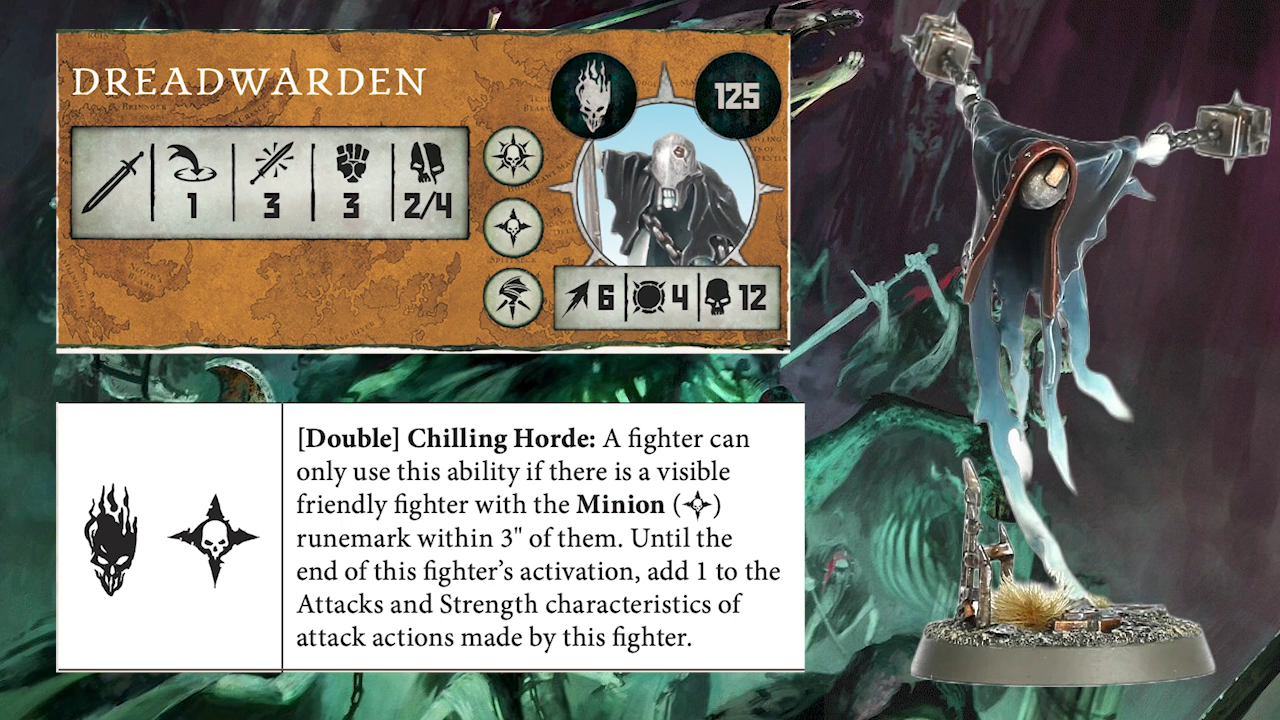 DREADWARDEN
125
1 3 3 2/4
6 4 12
[Double] Chilling Horde: A fighter can
only use this ability if there is a visible
friendly fighter with the Minion ( )
runemark within 3" of them. Until the
end of this fighter's activation, add 1 to the
Attacks and Strength characteristics of
attack actions made by this fighter.